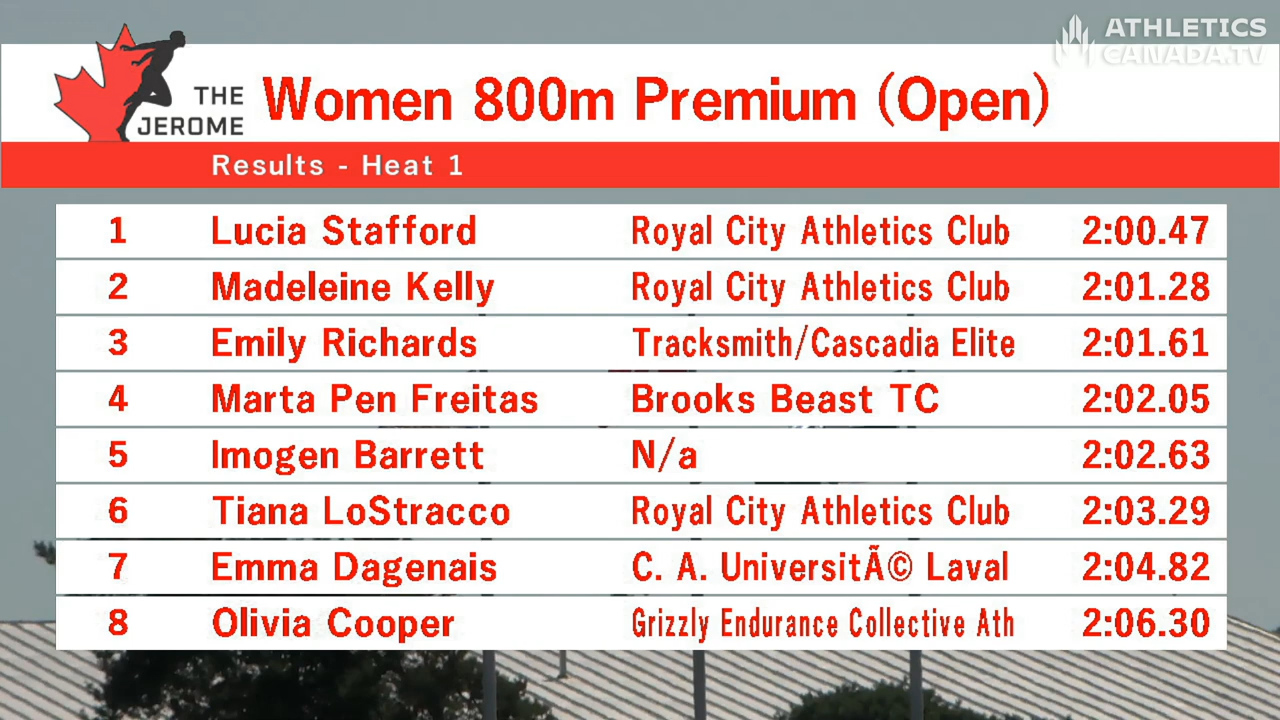 ATHLETICS
CANADA.TV
THE
JEROME
Women 800m Premium (Open)
Results - Heat 1
1 Lucia Stafford Royal City Athletics Club 2:00.47
2 Madeleine Kelly Royal City Athletics Club 2:01.28
3 Emily Richards Tracksmith/Cascadia Elite 2:01.61
4 Marta Pen Freitas Brooks Beast TC 2:02.05
5 Imogen Barrett N/a 2:02.63
6 Tiana LoStracco Royal City Athletics Club 2:03.29
7 Emma Dagenais C. A. UniversitÃ© Laval 2:04.82
8 Olivia Cooper Grizzly Endurance Collective Ath 2:06.30